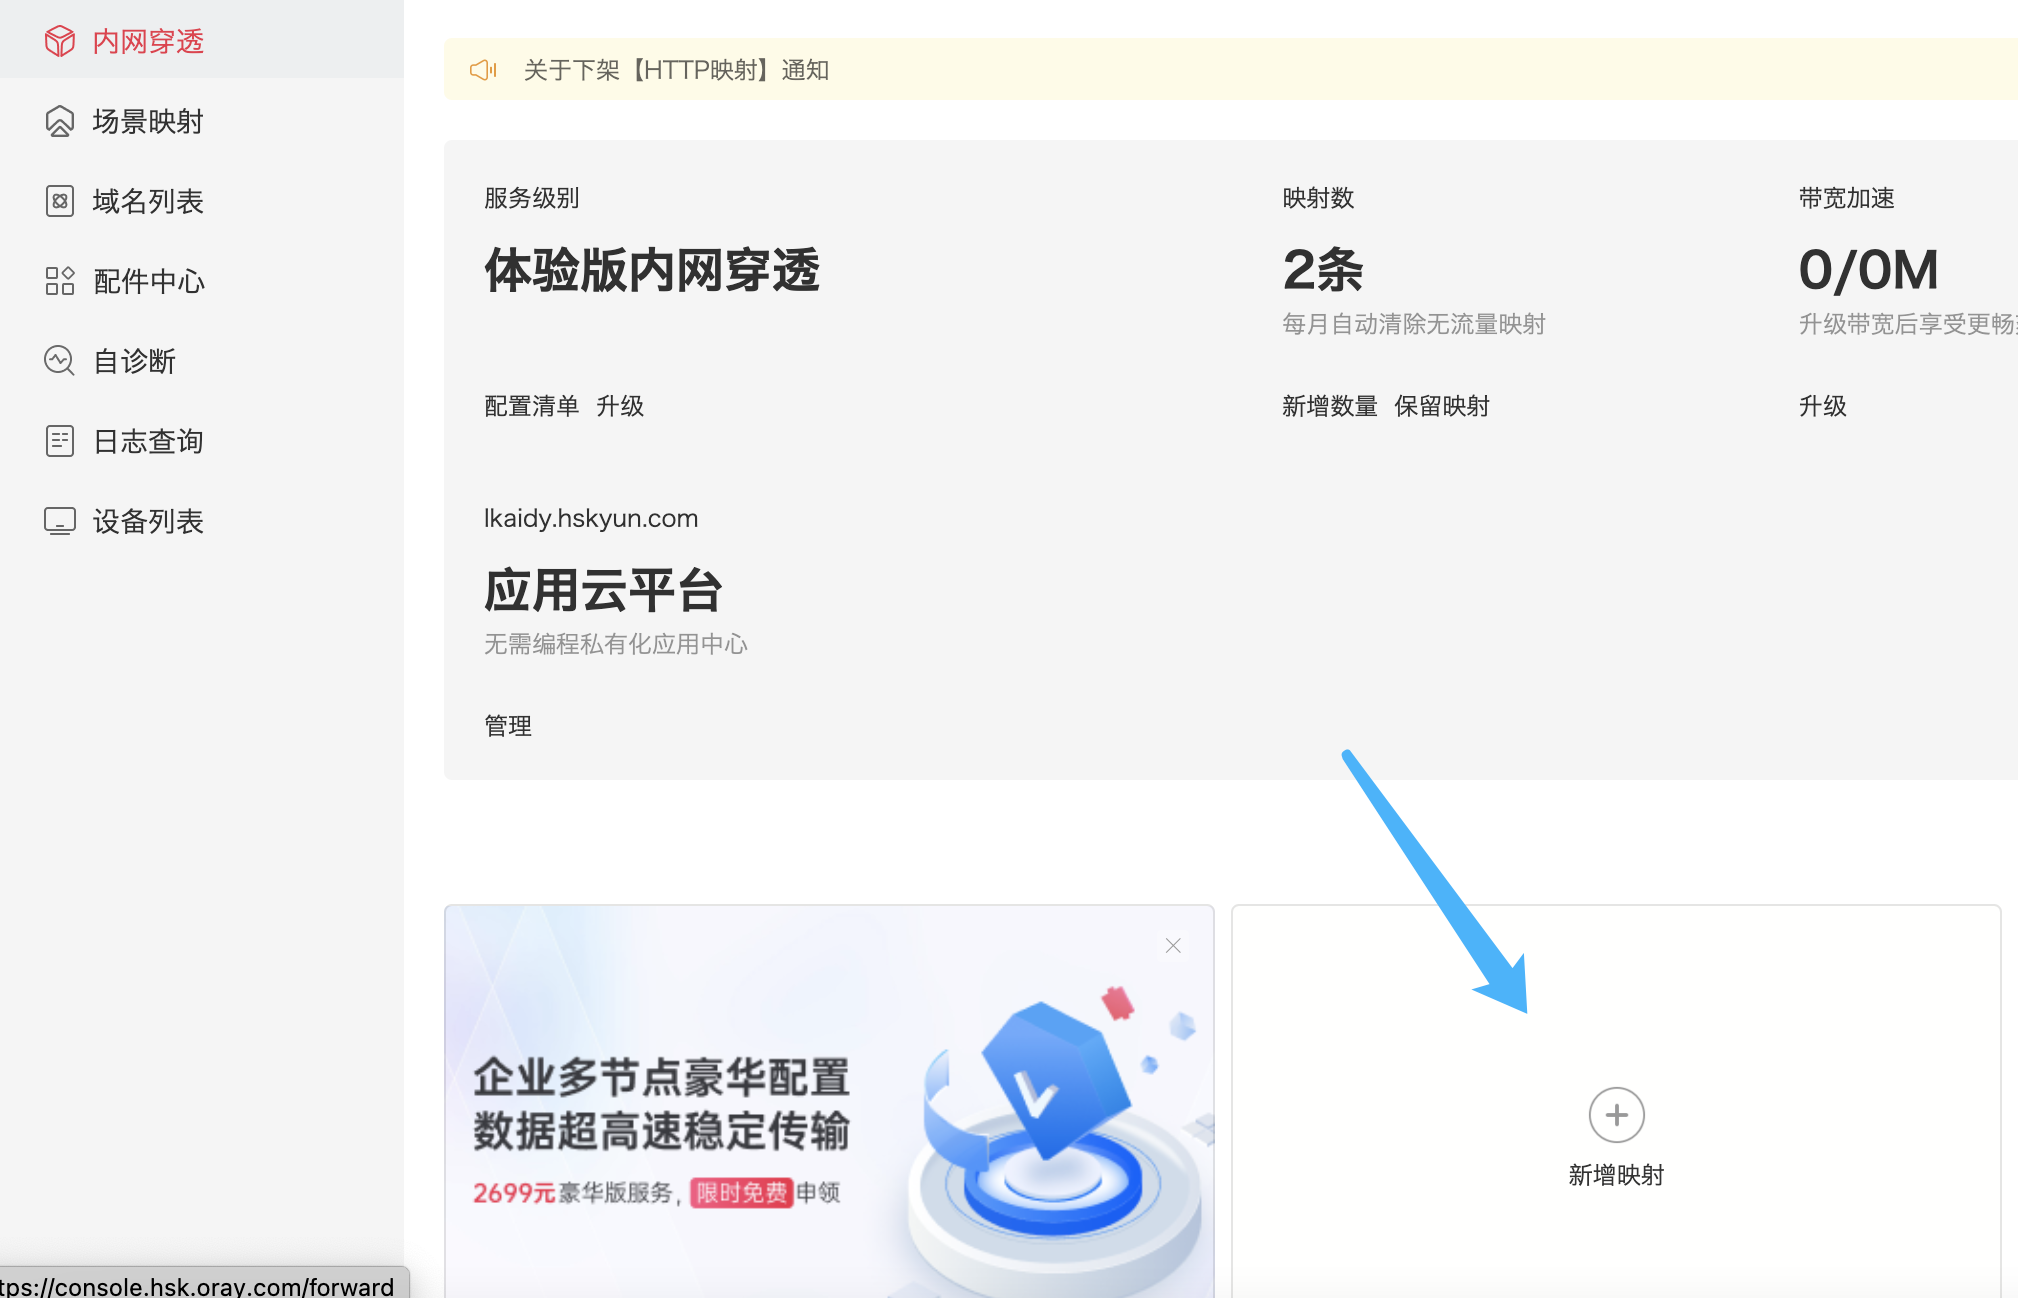 内网穿透
场景映射
域名列表
配件中心
自诊断
日志查询
设备列表
关于下架【HTTP映射】通知
服务级别
体验版内网穿透
配置清单 升级
映射数
2条
每月自动清除无流量映射
新增数量 保留映射
带宽加速
0/0M
升级带宽后享受更畅
升级
lkaidy.hskyun.com
应用云平台
无需编程私有化应用中心
管理
企业多节点豪华配置
数据超高速稳定传输
2699元豪华版服务，限时免费申领
新增映射
tps://console.hsk.oray.com/forward